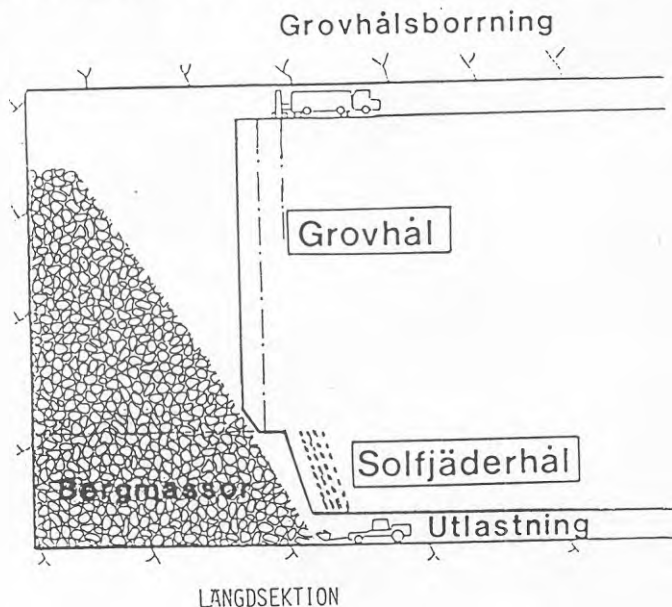 Grovhålsborrning
Grovhål
Solfjäderhål
Bergmassor
Utlastning
LÄNGDSEKTION